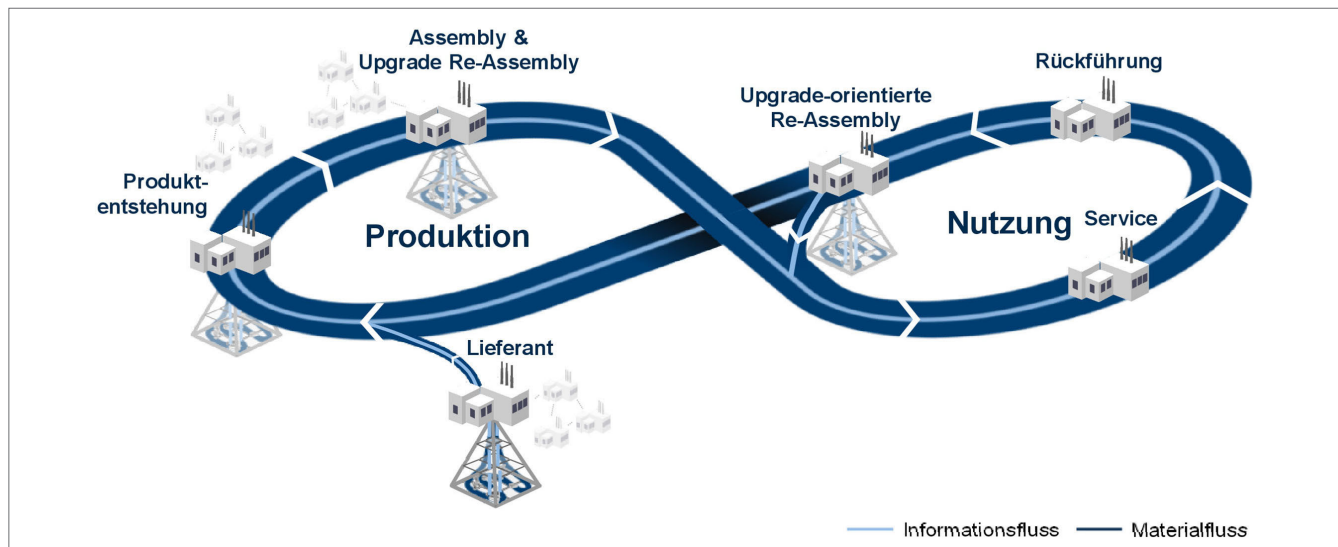 Assembly &
Upgrade Re-Assembly
Rückführung
Upgrade-orientierte
Re-Assembly
Produkt-
entstehung
Produktion
Nutzung
Service
Lieferant
Informationsfluss
Materialfluss